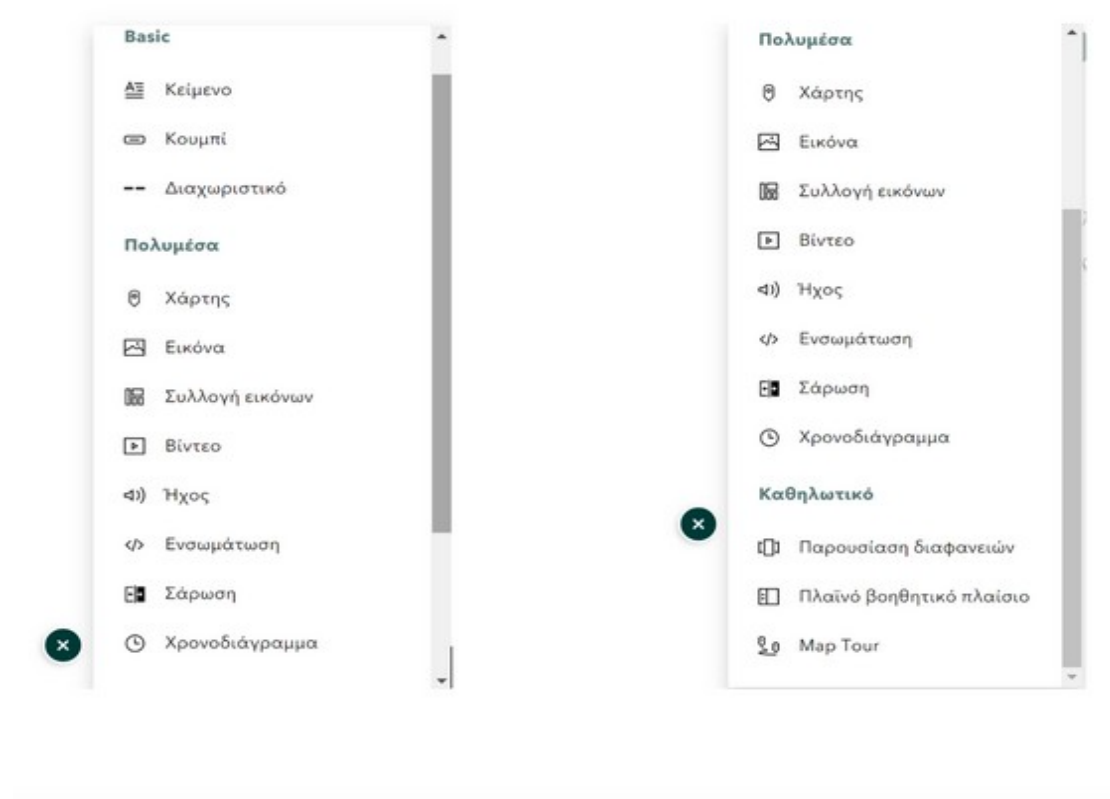 Basic
Κείμενο
Κουμπί
Διαχωριστικό
Πολυμέσα
Χάρτης
Εικόνα
Συλλογή εικόνων
Βίντεο
Ήχος
Ενσωμάτωση
Σάρωση
Χρονοδιάγραμμα
Πολυμέσα
Χάρτης
Εικόνα
Συλλογή εικόνων
Βίντεο
Ήχος
Ενσωμάτωση
Σάρωση
Χρονοδιάγραμμα
Καθηλωτικό
Παρουσίαση διαφανειών
Πλαϊνό βοηθητικό πλαίσιο
Map Tour